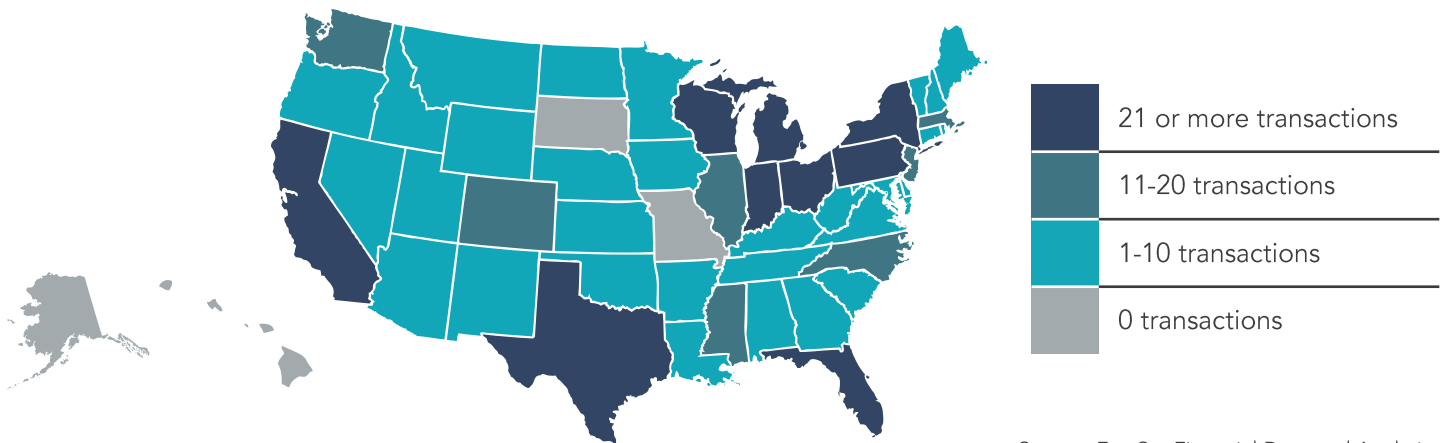 21 or more transactions
11-20 transactions
1-10 transactions
0 transactions